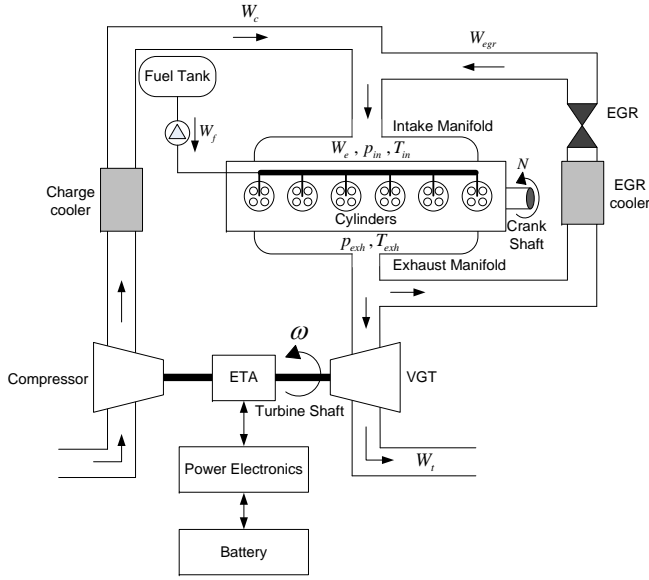 W_c
W_egr
Fuel Tank
EGR
W_f
Intake Manifold
W_e , p_in , T_in
N
Charge
cooler
EGR
cooler
Cylinders
Crank
Shaft
p_exh , T_exh
Exhaust Manifold
ω
Compressor
ETA
VGT
Turbine Shaft
W_t
Power Electronics
Battery